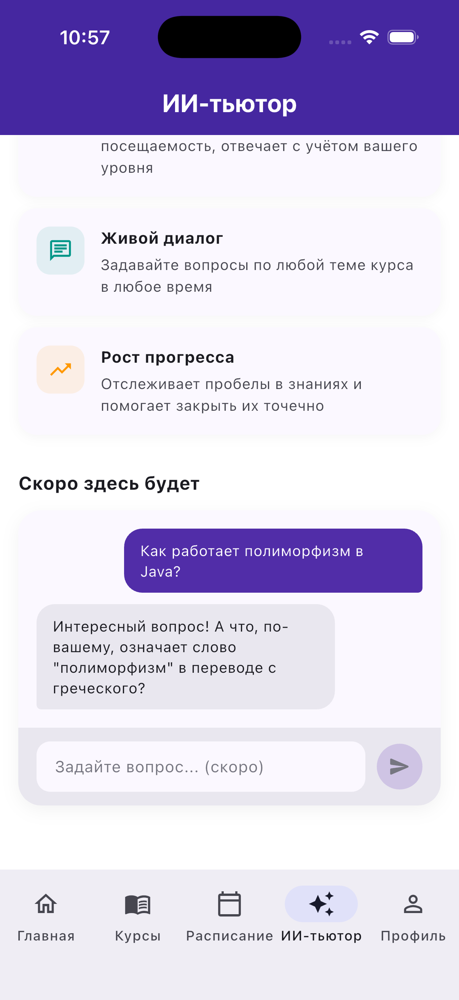 10:57
ИИ-тьютор
посещаемость, отвечает с учётом вашего
уровня
Живой диалог
Задавайте вопросы по любой теме курса
в любое время
Рост прогресса
Отслеживает пробелы в знаниях и
помогает закрыть их точечно
Скоро здесь будет
Как работает полиморфизм в
Java?
Интересный вопрос! А что, по-
вашему, означает слово
"полиморфизм" в переводе с
греческого?
Задайте вопрос... (скоро)
Главная
Курсы
Расписание
ИИ-тьютор
Профиль